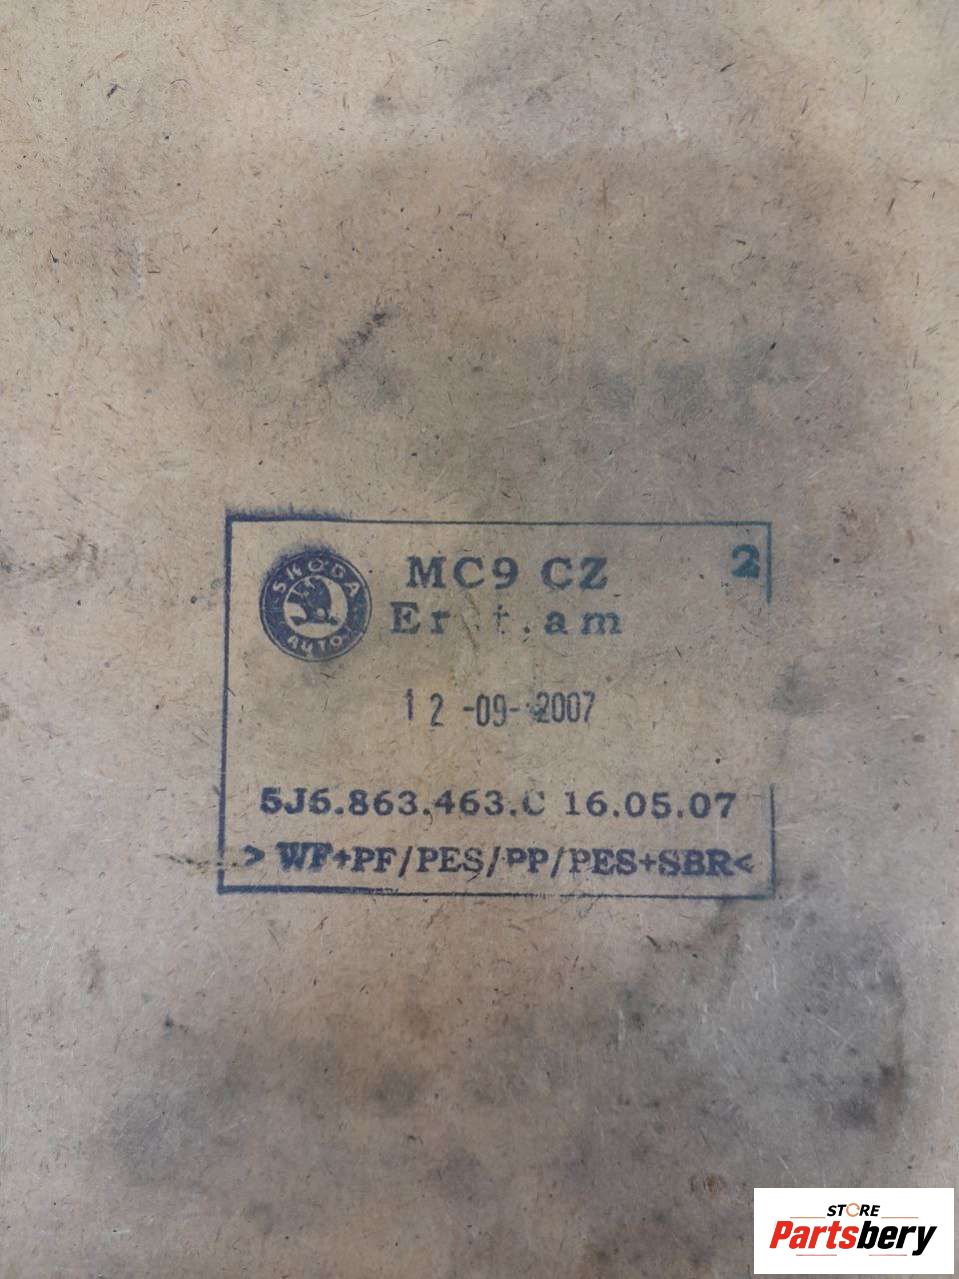 ŠKODA
AUTO
MC9 CZ
2
12-09-2007
5J6.863.463.C 16.05.07
>WF+PF/PES/PP/PES+SBR<
STORE
Partsbery